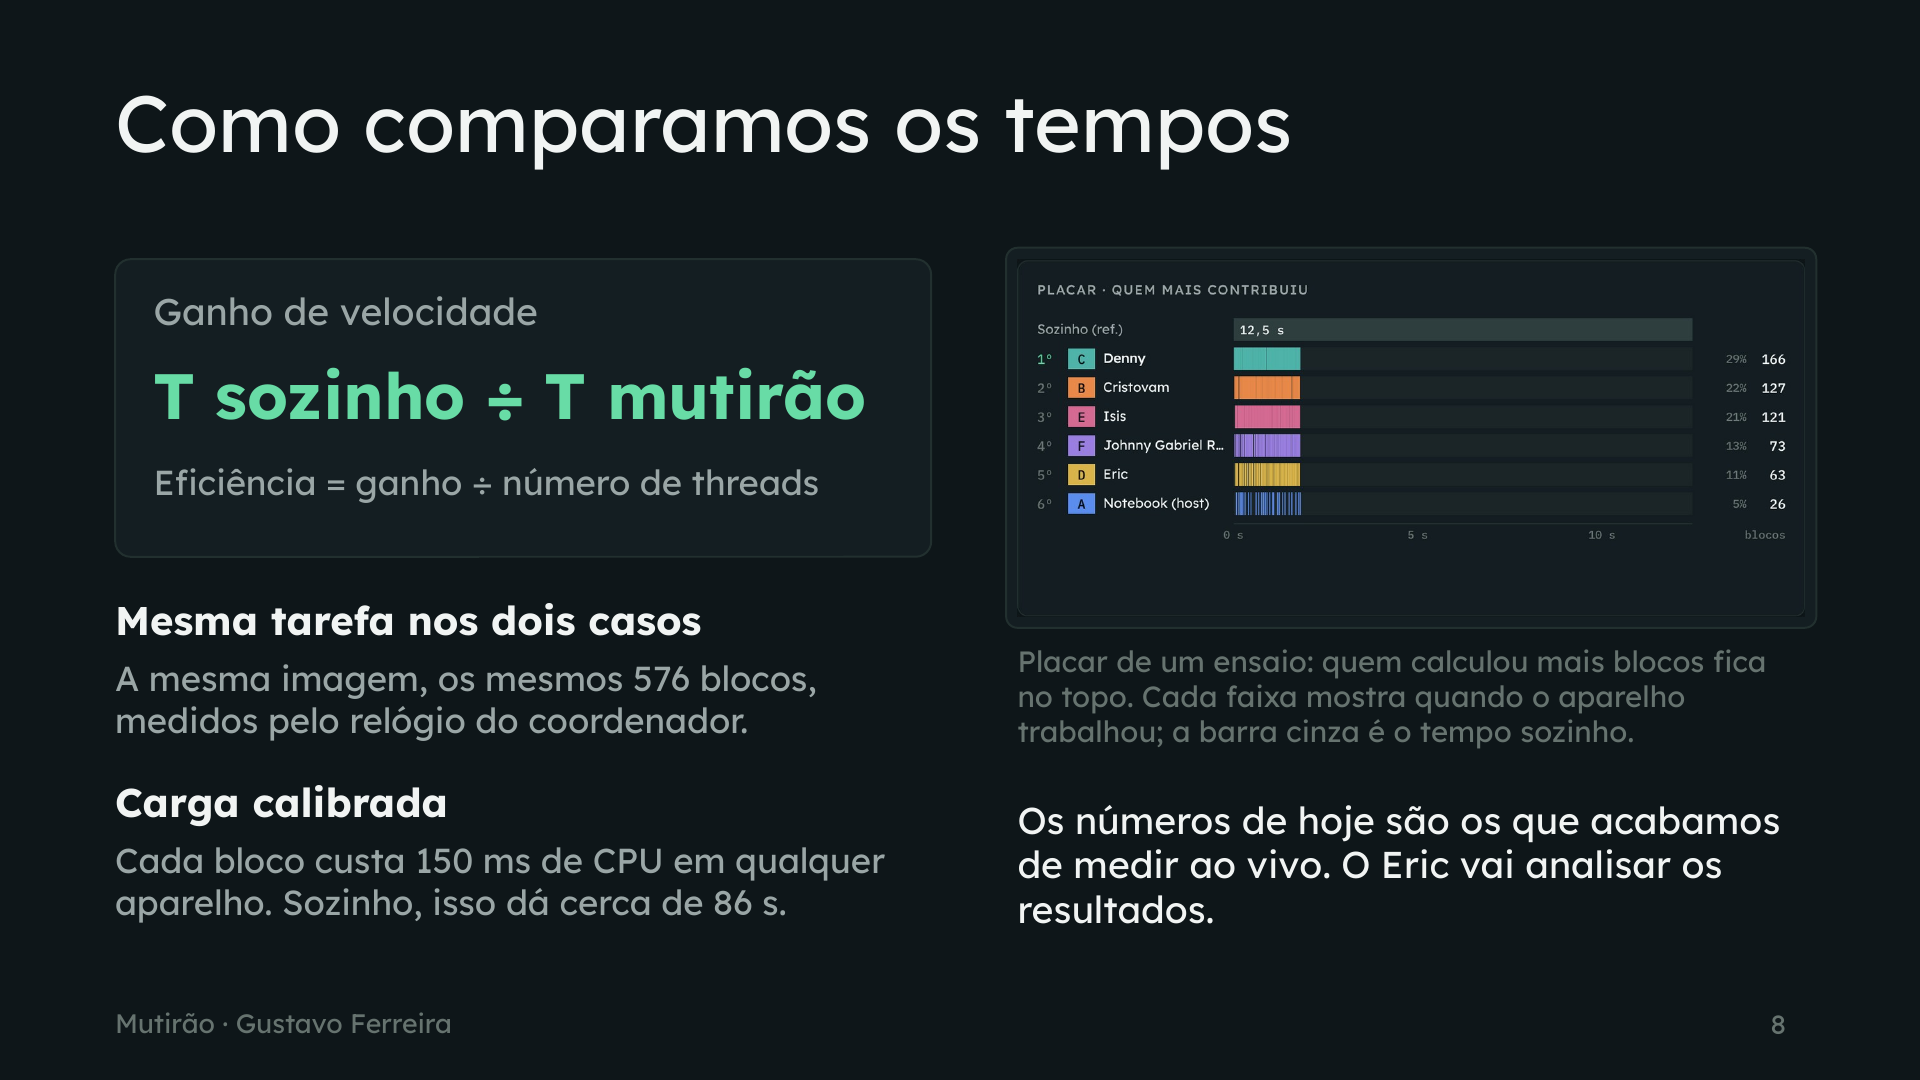 Como comparamos os tempos
Ganho de velocidade
T sozinho ÷ T mutirão
Eficiência = ganho ÷ número de threads
Mesma tarefa nos dois casos
A mesma imagem, os mesmos 576 blocos,
medidos pelo relógio do coordenador.
Carga calibrada
Cada bloco custa 150 ms de CPU em qualquer
aparelho. Sozinho, isso dá cerca de 86 s.
PLACAR · QUEM MAIS CONTRIBUIU
Sozinho (ref.) 12,5 s
1º C Denny 29% 166
2º B Cristovam 22% 127
3º E Isis 21% 121
4º F Johnny Gabriel R… 13% 73
5º D Eric 11% 63
6º A Notebook (host) 5% 26
0 s 5 s 10 s blocos
Placar de um ensaio: quem calculou mais blocos fica
no topo. Cada faixa mostra quando o aparelho
trabalhou; a barra cinza é o tempo sozinho.
Os números de hoje são os que acabamos
de medir ao vivo. O Eric vai analisar os
resultados.
Mutirão · Gustavo Ferreira
8